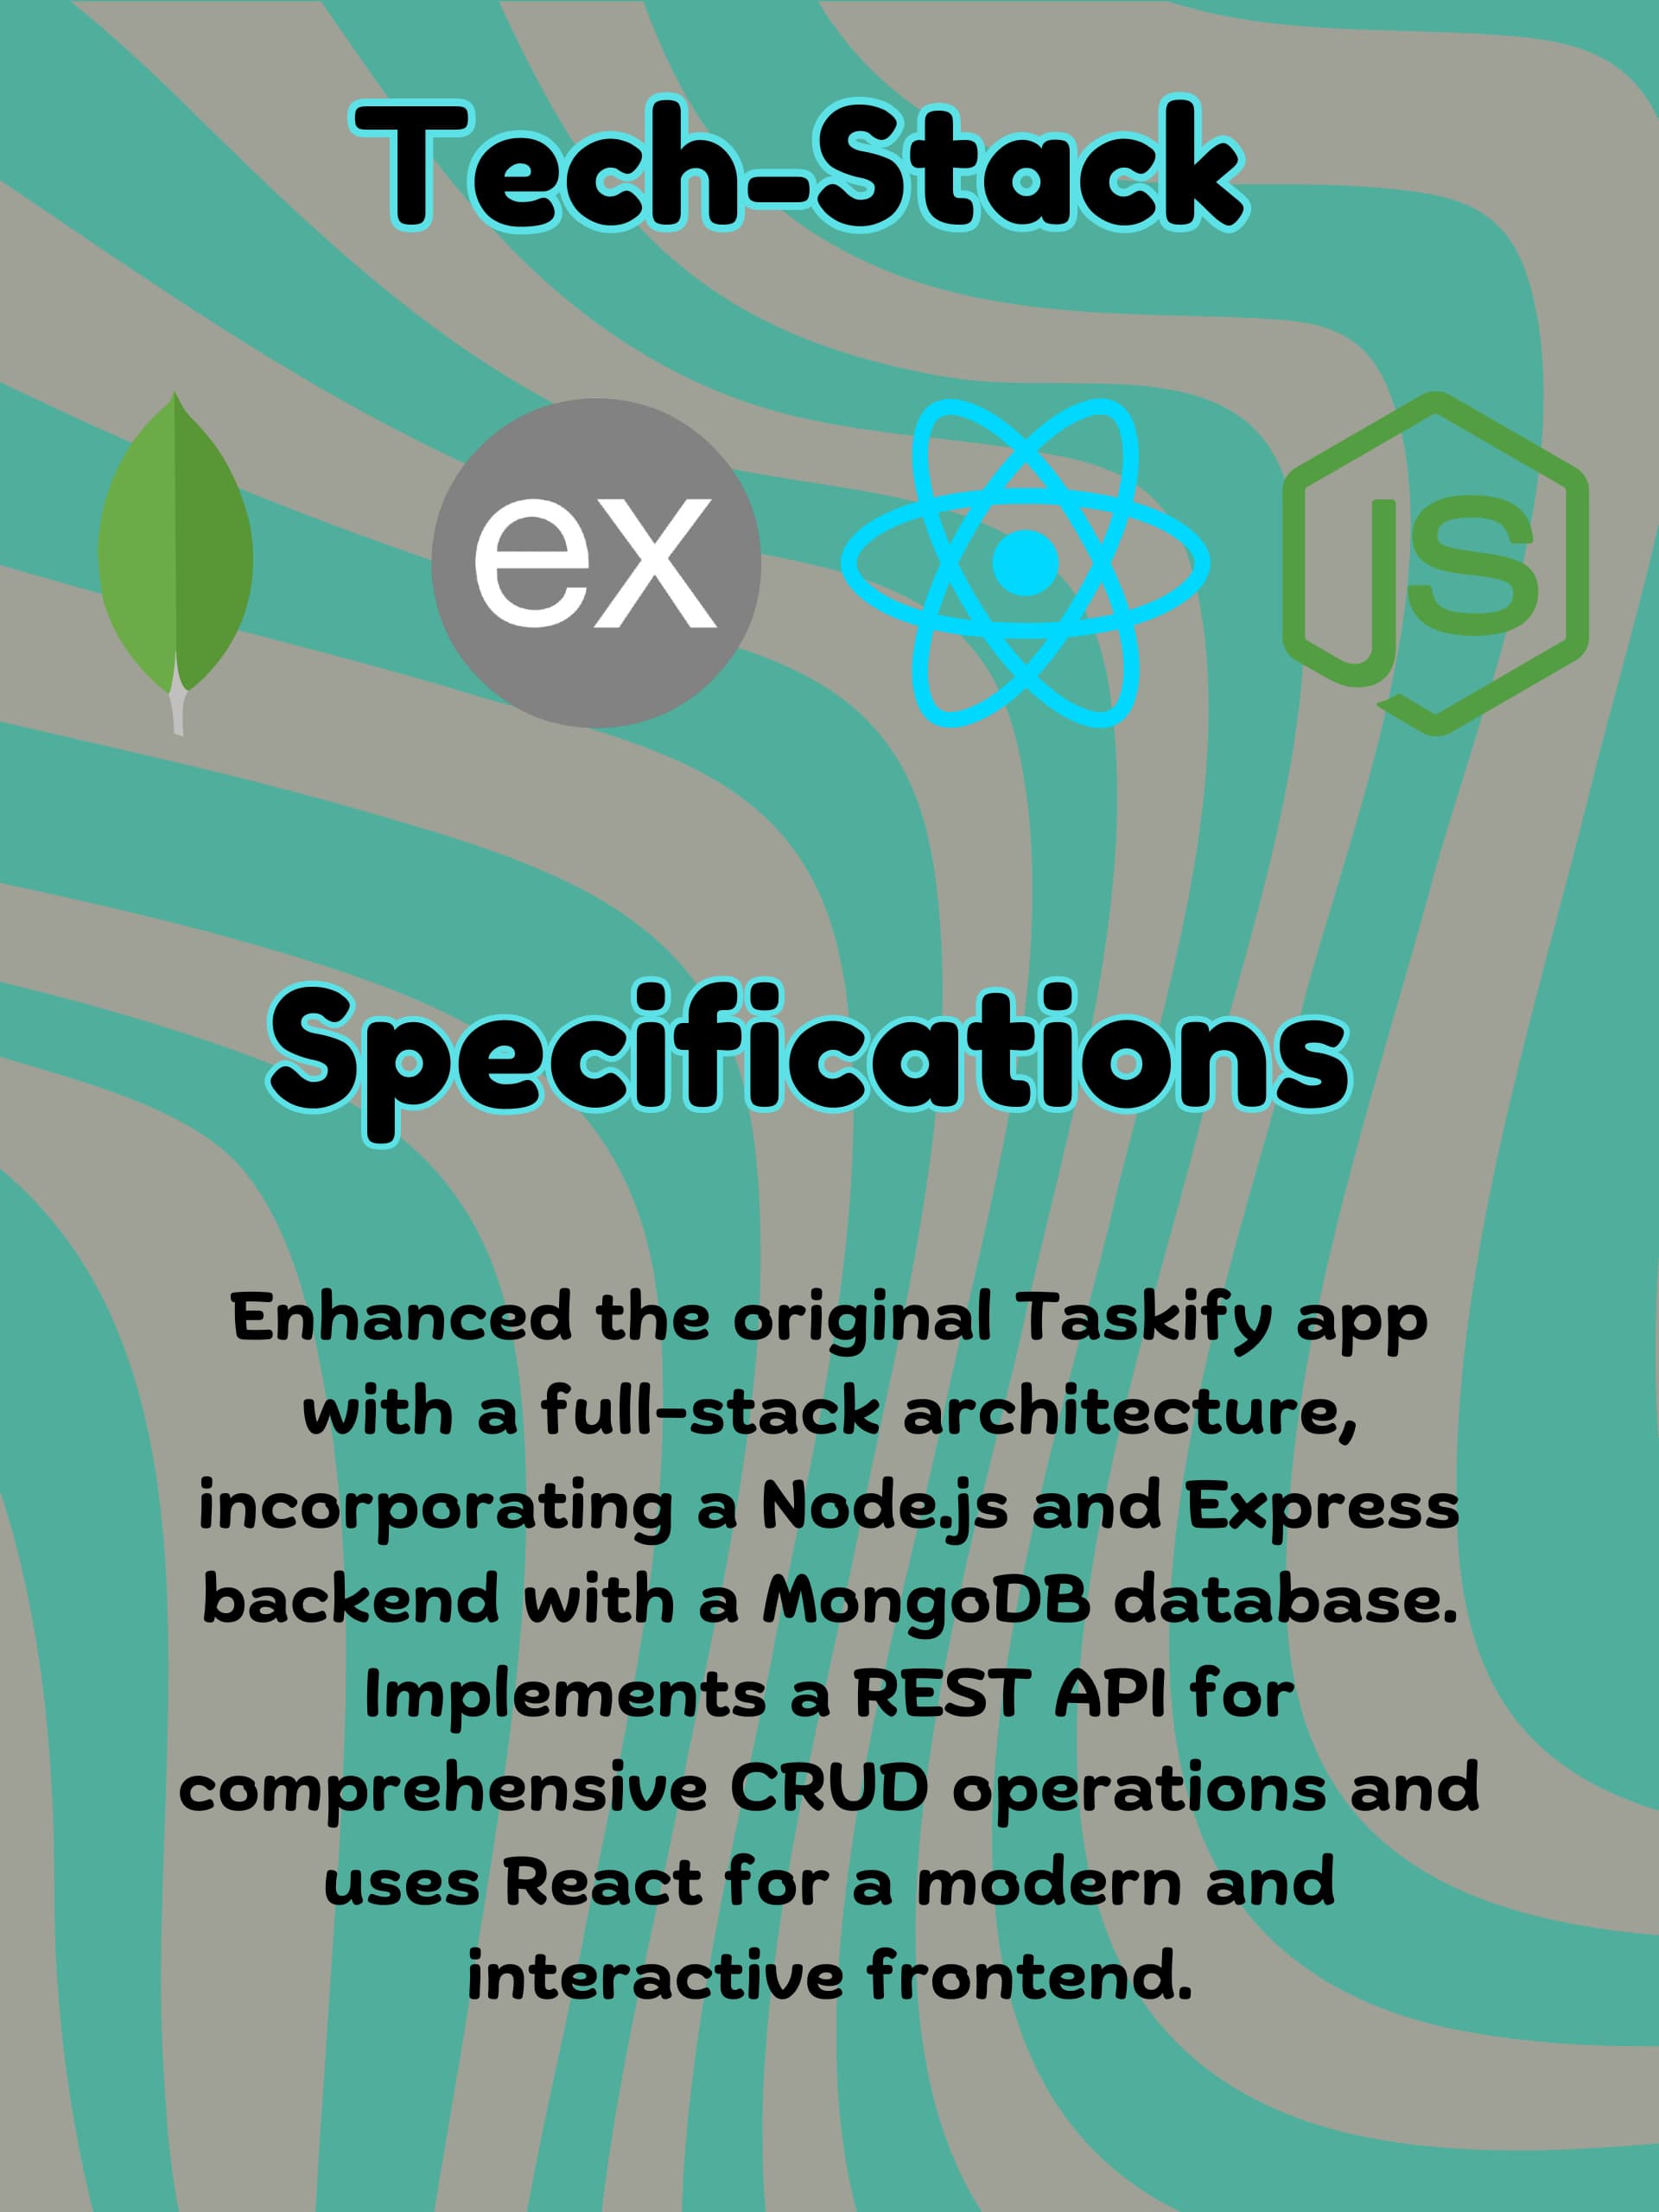 Tech-Stack
ex
JS
Specifications
Enhanced the original Taskify app
with a full-stack architecture,
incorporating a Node.js and Express
backend with a MongoDB database.
Implements a REST API for
comprehensive CRUD operations and
uses React for a modern and
interactive frontend.